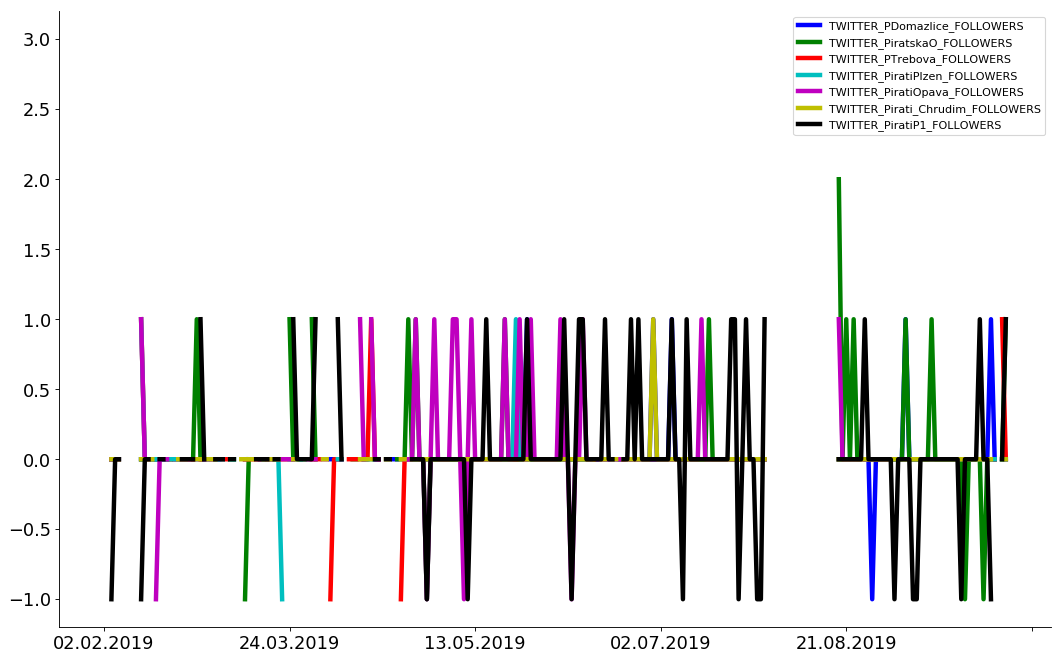 3.0
2.5
2.0
1.5
1.0
0.5
0.0
−0.5
−1.0
02.02.2019 24.03.2019 13.05.2019 02.07.2019 21.08.2019
TWITTER_PDomazlice_FOLLOWERS
TWITTER_PiratskaO_FOLLOWERS
TWITTER_PTrebova_FOLLOWERS
TWITTER_PiratiPlzen_FOLLOWERS
TWITTER_PiratiOpava_FOLLOWERS
TWITTER_Pirati_Chrudim_FOLLOWERS
TWITTER_PiratiP1_FOLLOWERS